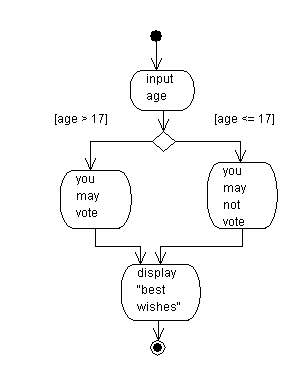 input
age
[age > 17]
[age <= 17]
you
may
vote
you
may
not
vote
display
"best
wishes"